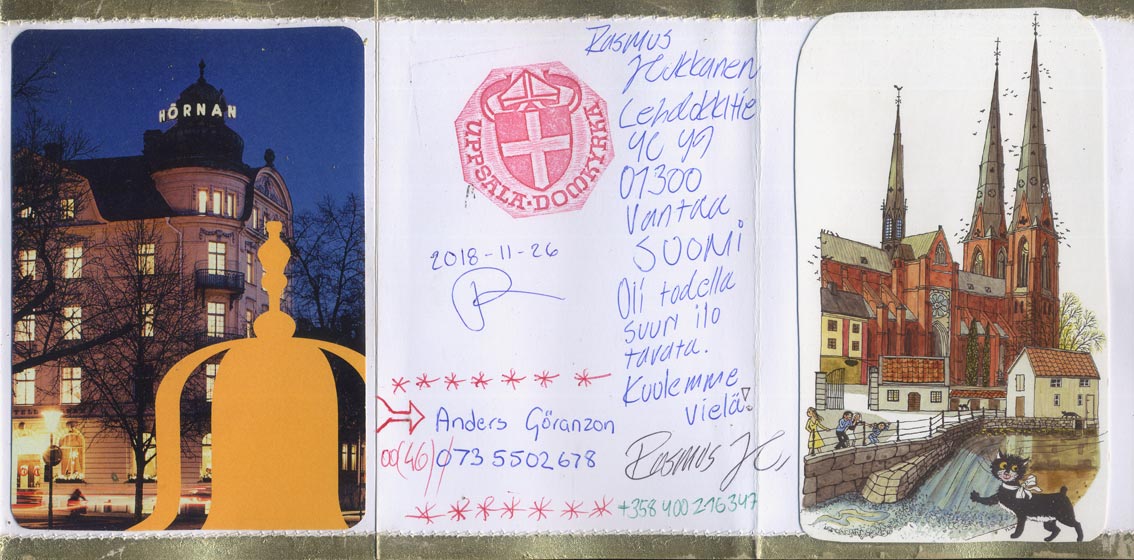 HÖRNAN
UPPSALA·DOMKYRKA
2018-11-26
Rasmus
Hukkanen
Lehdokkitie
4C
01300
Vantaa
SUOMI
Oli todella
suuri ilo
tavata.
Kuulemme
vielä!
Rasmus H.
+358 400 216347
Anders Göranzon
00(46)/073 5502678